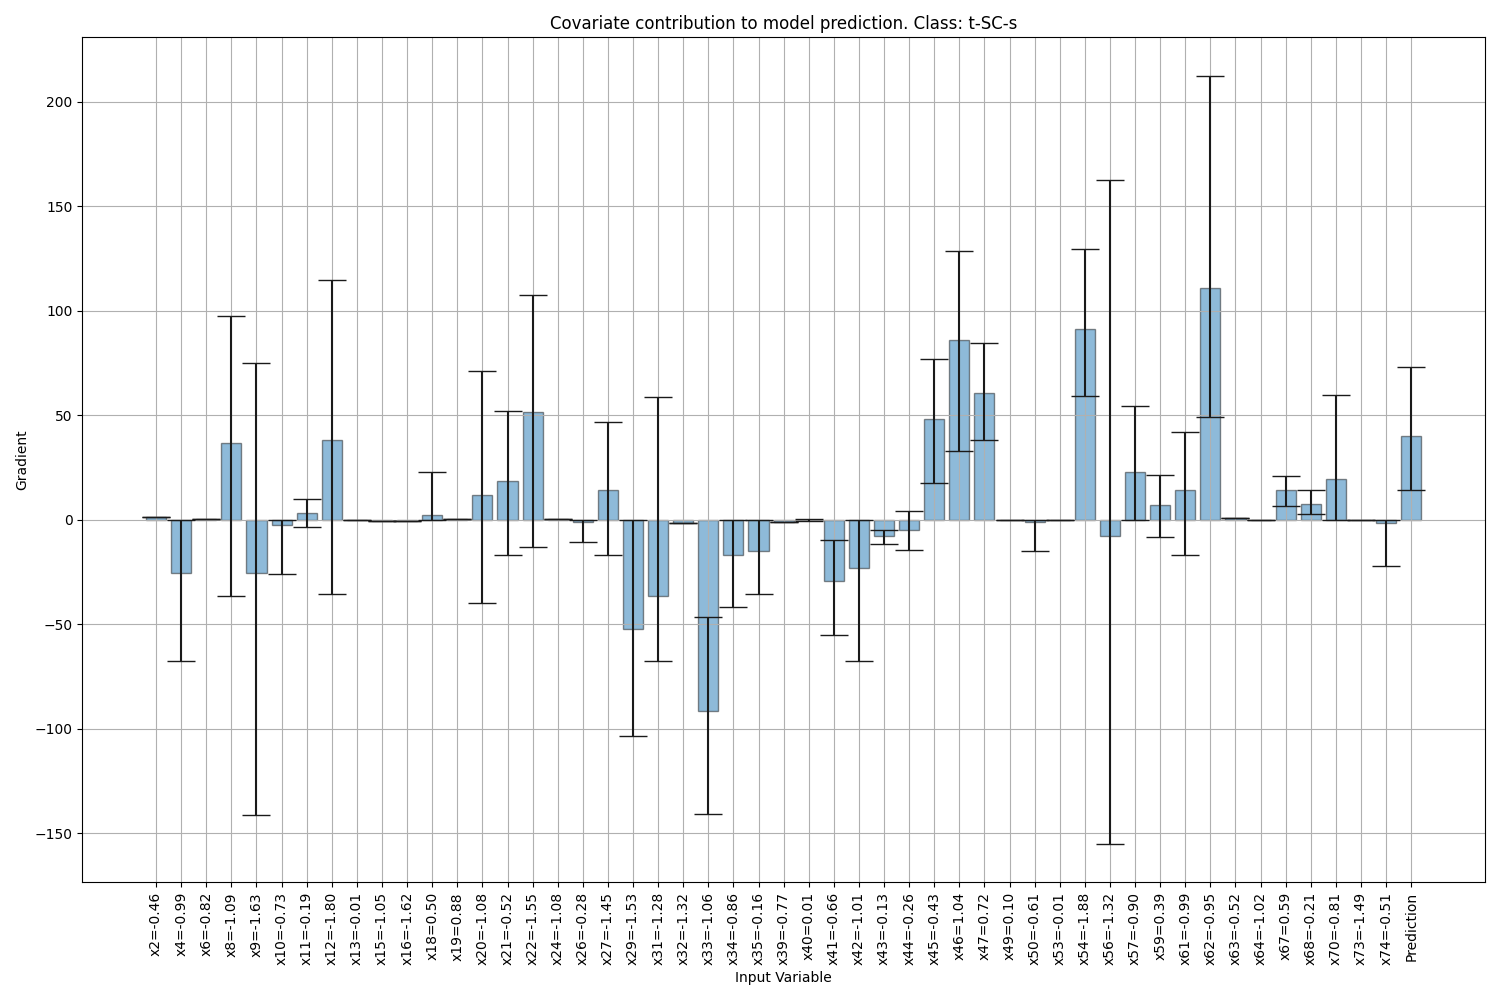 Covariate contribution to model prediction. Class: t-SC-s
200
150
100
50
0
−50
−100
−150
Gradient
x2=-0.46
x4=-0.99
x6=-0.82
x8=-1.09
x9=-1.63
x10=-0.73
x11=-0.19
x12=-1.80
x13=-0.01
x15=-1.05
x16=-1.62
x18=0.50
x19=0.88
x20=-1.08
x21=-0.52
x22=-1.55
x24=-1.08
x26=-0.28
x27=-1.45
x29=-1.53
x31=-1.28
x32=-1.32
x33=-1.06
x34=-0.86
x35=-0.16
x39=-0.77
x40=0.01
x41=-0.66
x42=-1.01
x43=-0.13
x44=-0.26
x45=-0.43
x46=1.04
x47=0.72
x49=0.10
x50=-0.61
x53=-0.01
x54=-1.88
x56=-1.32
x57=-0.90
x59=0.39
x61=-0.99
x62=-0.95
x63=-0.52
x64=-1.02
x67=0.59
x68=-0.21
x70=-0.81
x73=-1.49
x74=-0.51
Prediction
Input Variable